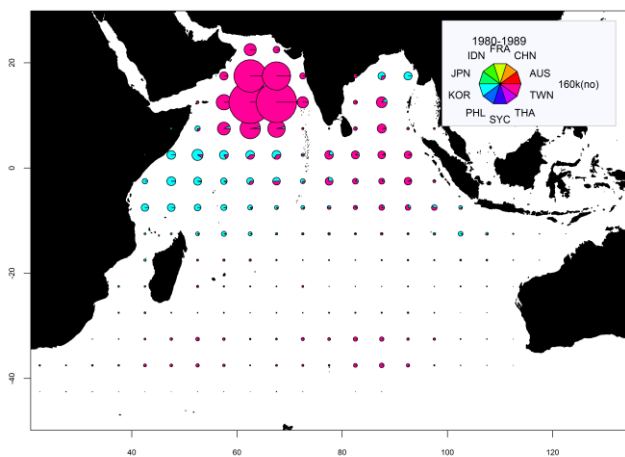 1980-1989
FRA
IDN CHN
JPN AUS
160k(no)
KOR TWN
PHL THA
SYC
20
0
-20
-40
40 60 80 100 120